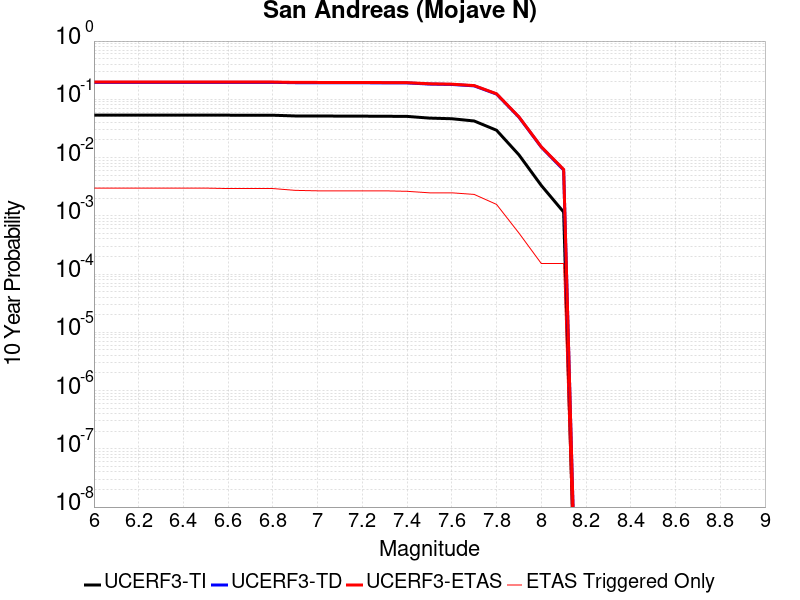 San Andreas (Mojave N)
10 0
10 -1
10 -2
10 -3
10 -4
10 -5
10 -6
10 -7
10 -8
10 Year Probability
6 6.2 6.4 6.6 6.8 7 7.2 7.4 7.6 7.8 8 8.2 8.4 8.6 8.8 9
Magnitude
UCERF3-TI UCERF3-TD UCERF3-ETAS ETAS Triggered Only